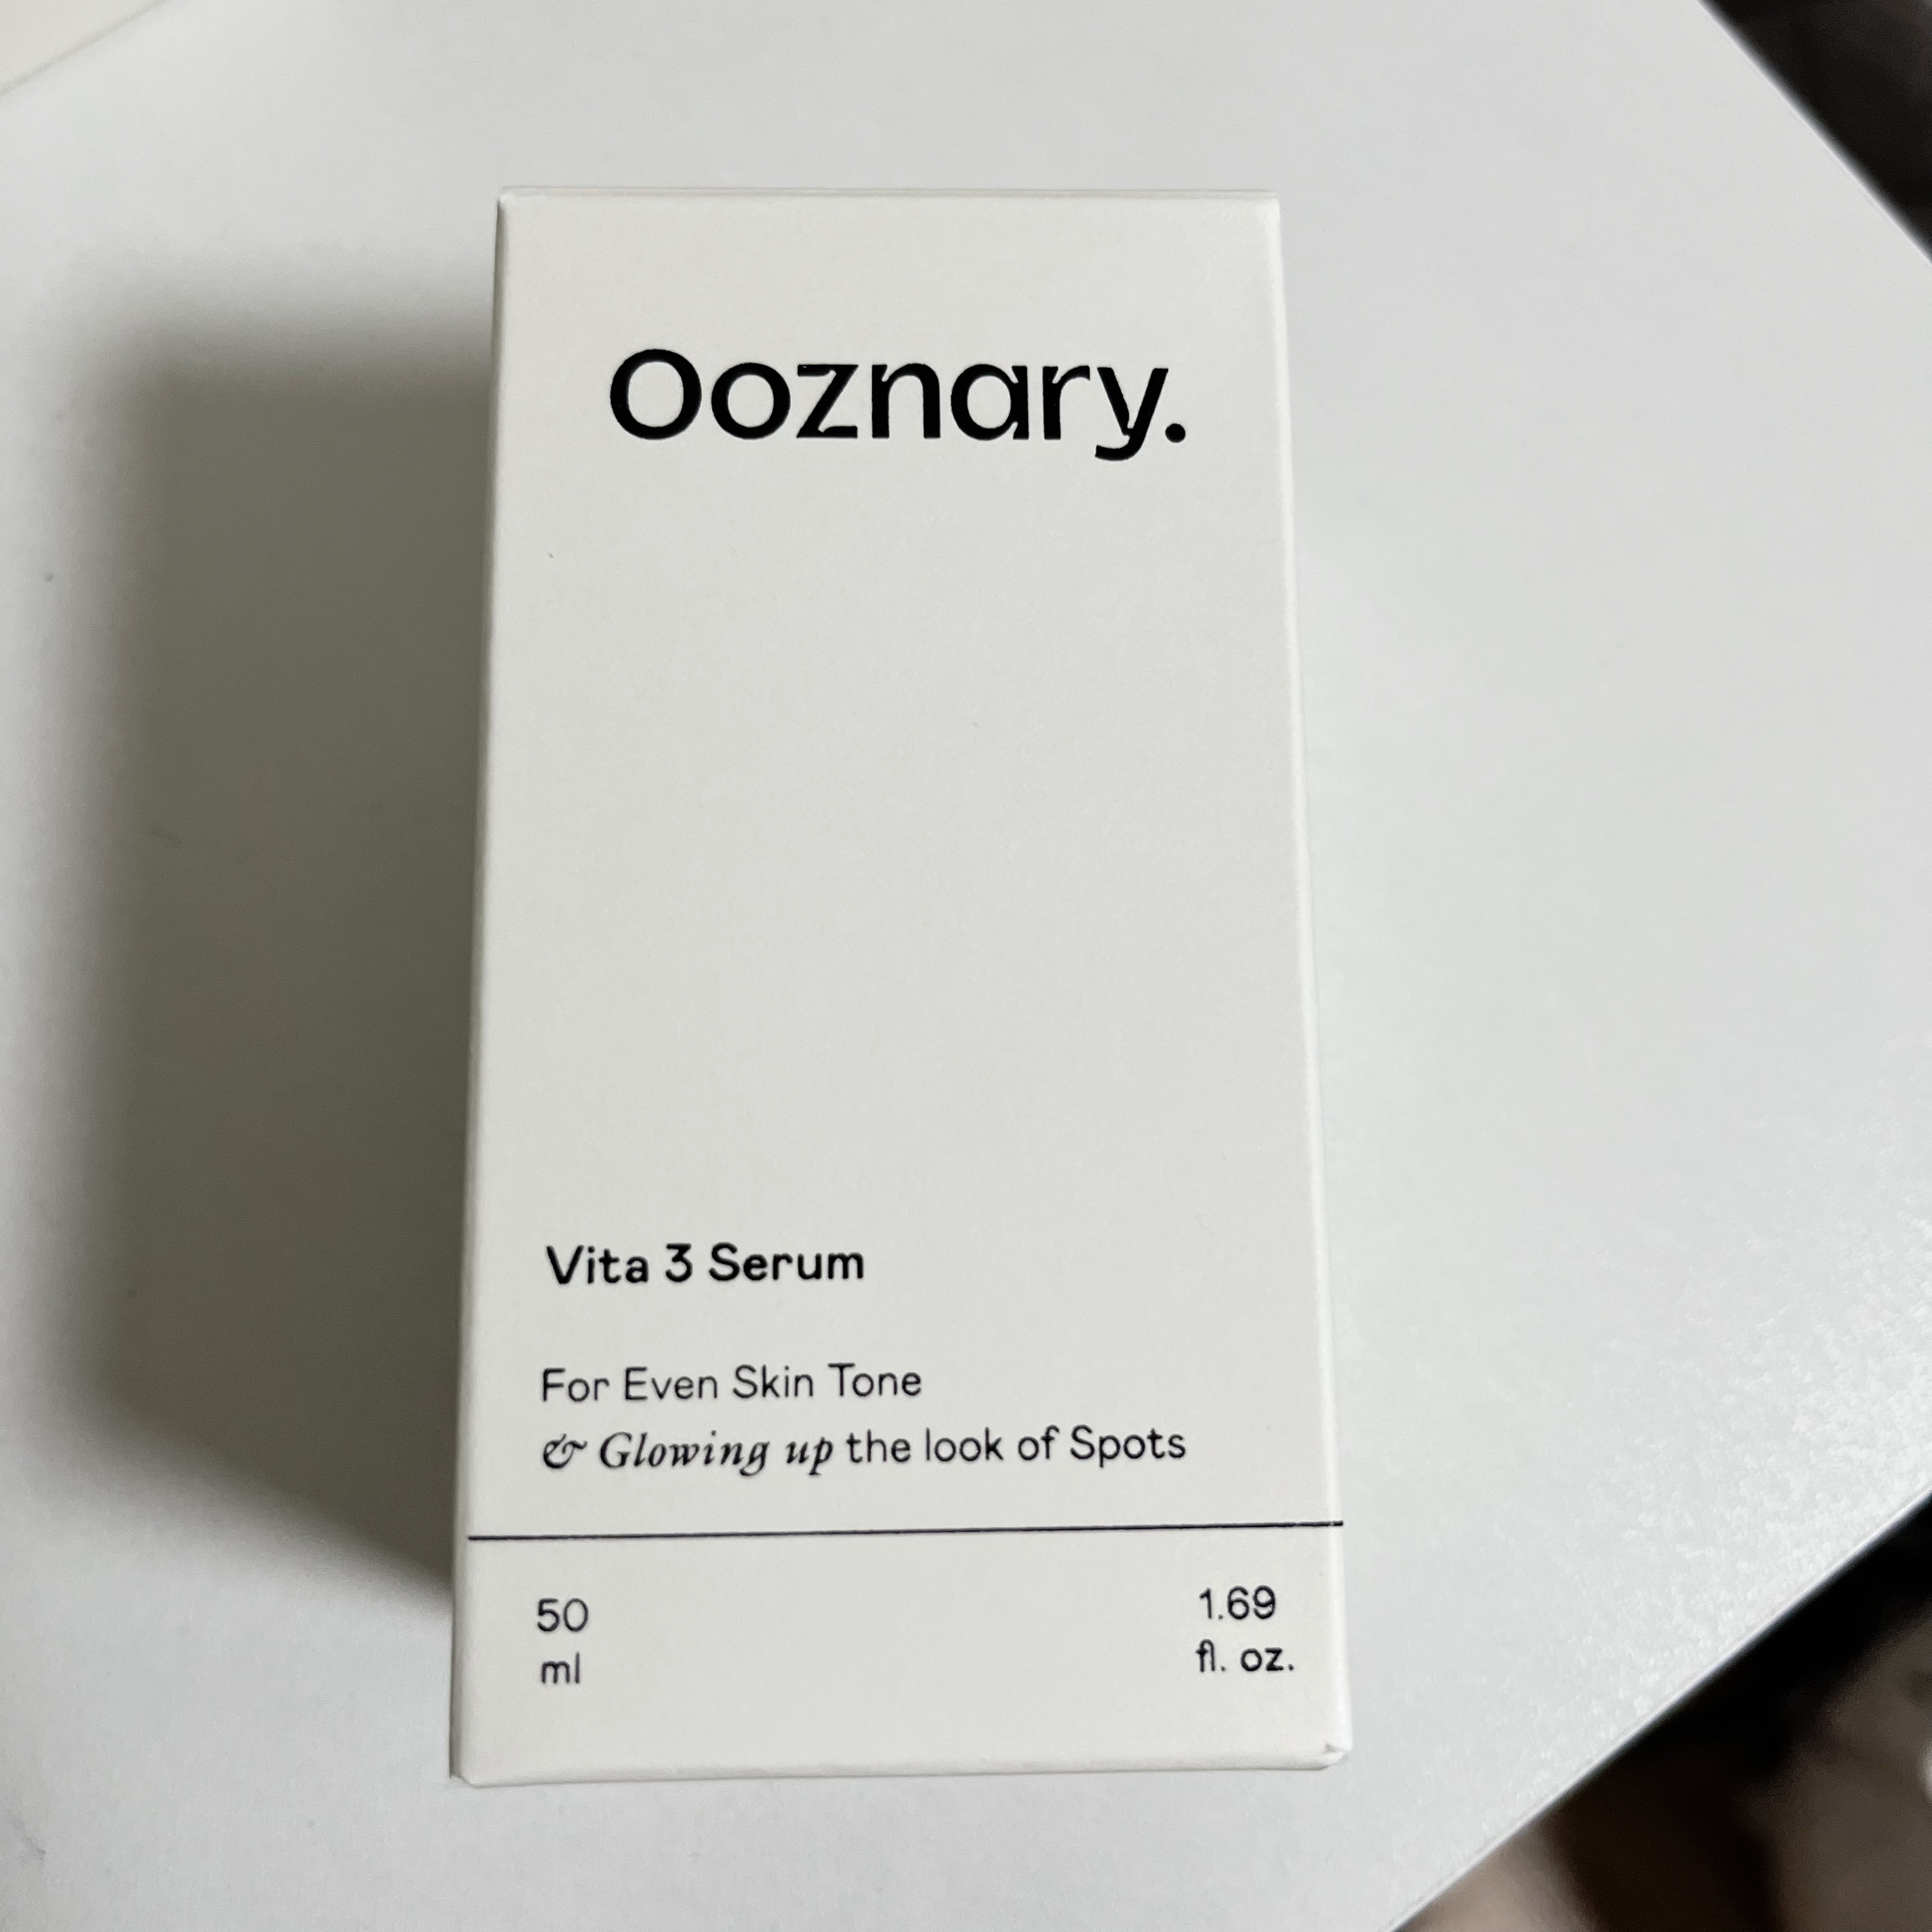 Ooznary.
Vita 3 Serum
For Even Skin Tone
& Glowing up the look of Spots
50
ml
1.69
fl. oz.